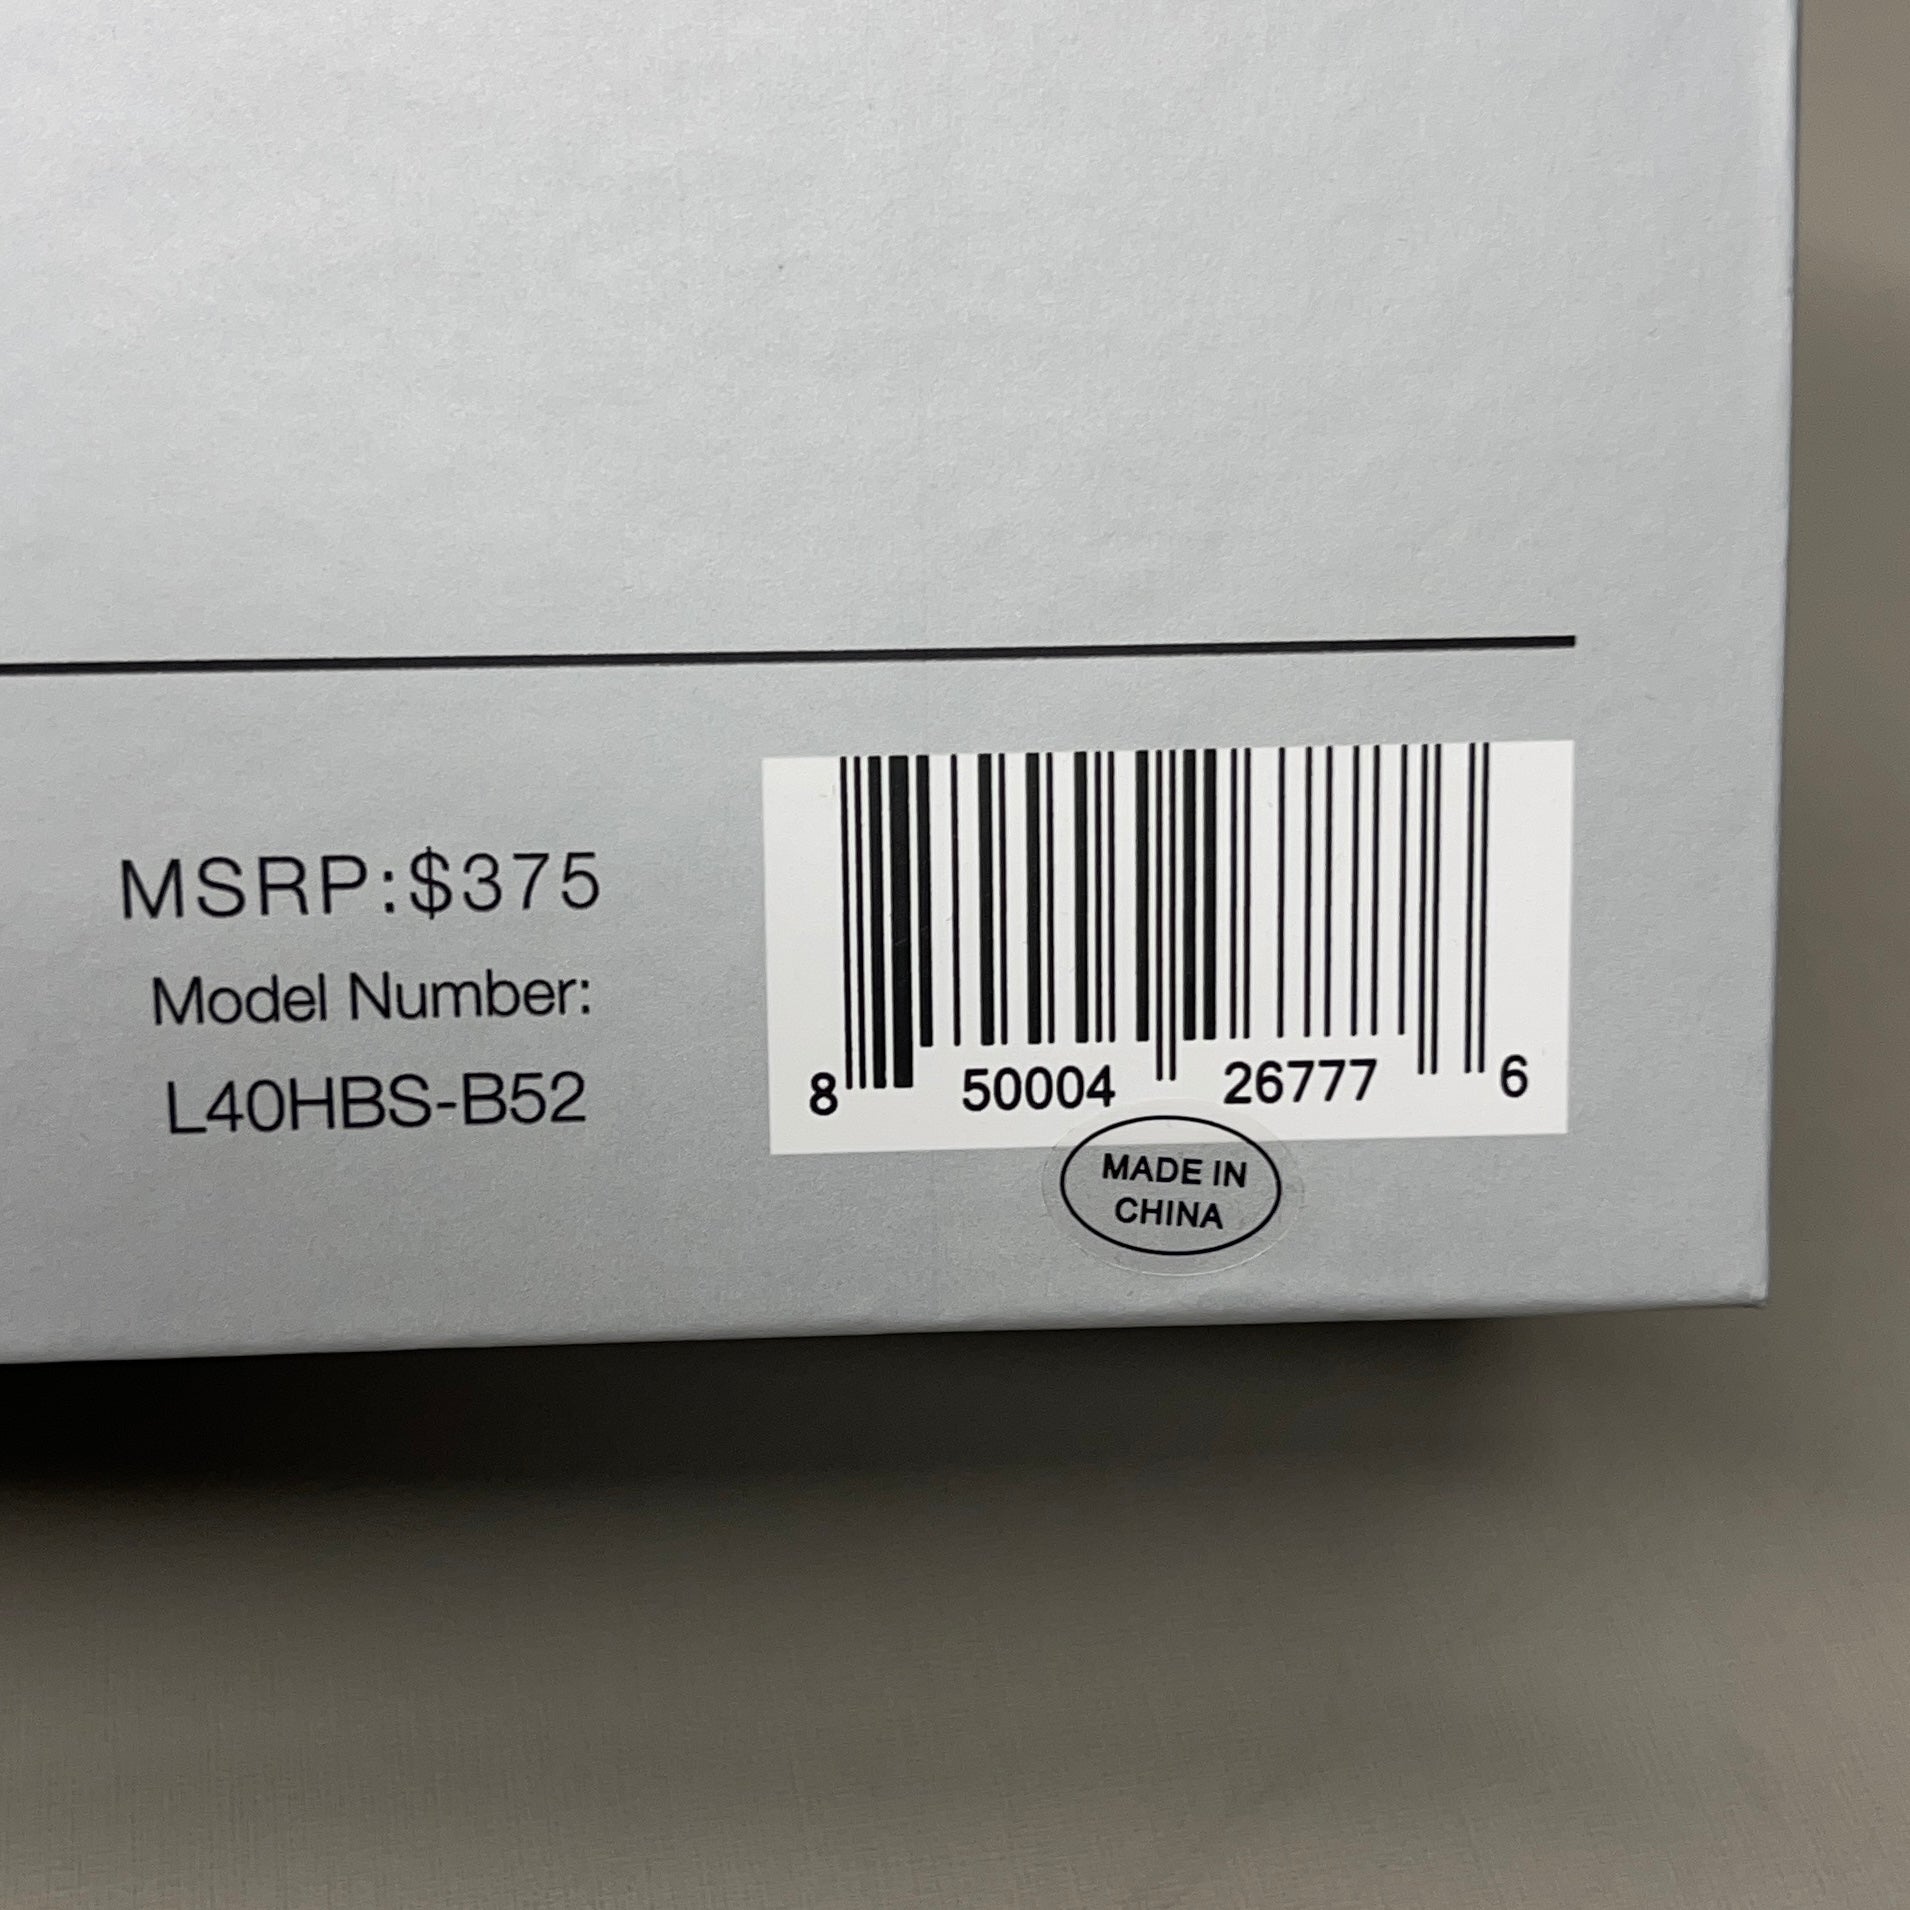 MSRP:$375
Model Number:
L40HBS-B52
8 50004 26777 6
MADE IN
CHINA